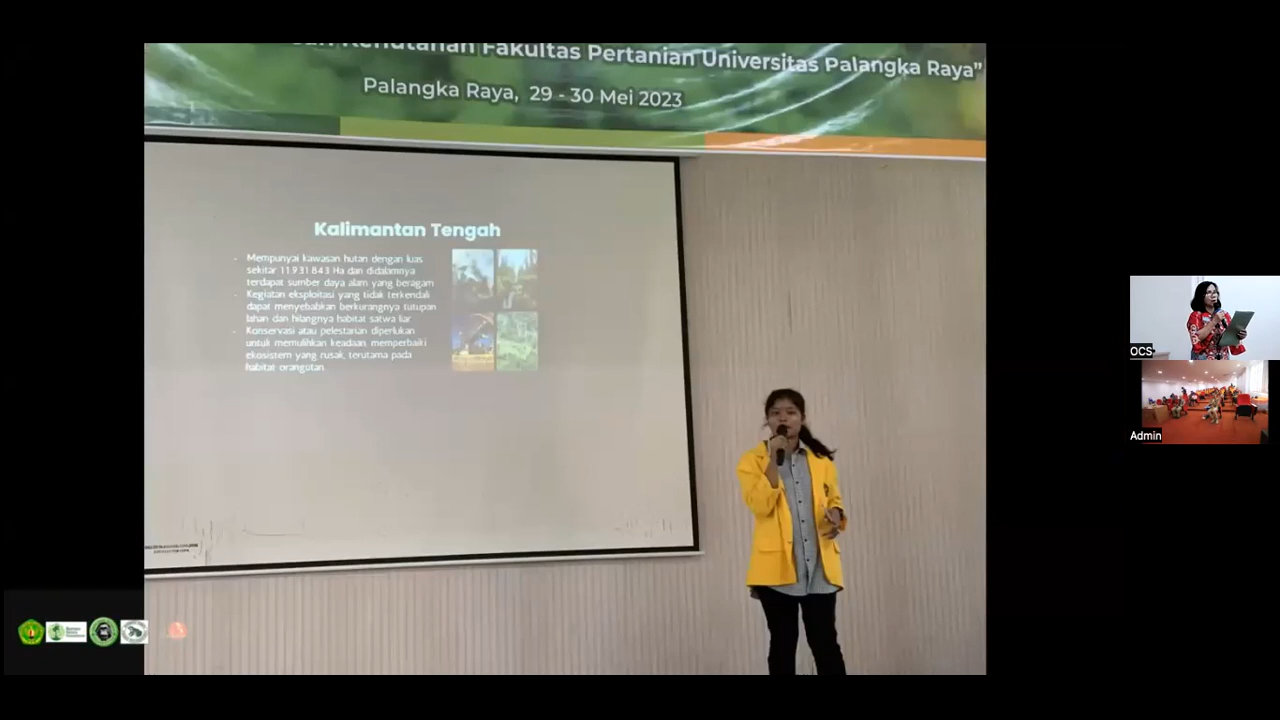 Kehutanan Fakultas Pertanian Universitas Palangka Raya”
Palangka Raya, 29 - 30 Mei 2023
Kalimantan Tengah
- Mempunyai kawasan hutan dengan luas
sekitar 11.931.843 Ha dan didalamnya
terdapat sumber daya alam yang beragam
- Kegiatan eksploitasi yang tidak terkendali
dapat menyebabkan berkurangnya tutupan
lahan dan hilangnya habitat satwa liar
- Konservasi atau pelestarian diperlukan
untuk memulihkan keadaan, memperbaiki
ekosistem yang rusak, terutama pada
habitat orangutan.
OCS
Admin